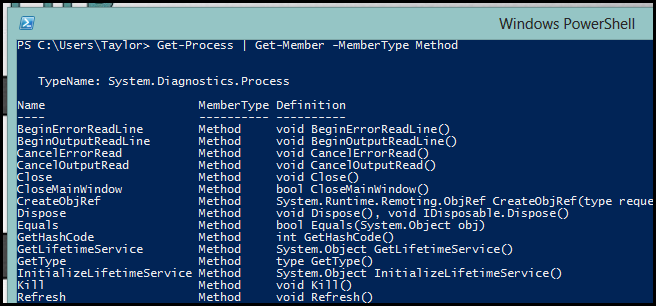 Windows PowerShell
PS C:\Users\Taylor> Get-Process | Get-Member -MemberType Method
TypeName: System.Diagnostics.Process
Name MemberType Definition
---- ---------- ----------
BeginErrorReadLine Method void BeginErrorReadLine()
BeginOutputReadLine Method void BeginOutputReadLine()
CancelErrorRead Method void CancelErrorRead()
CancelOutputRead Method void CancelOutputRead()
Close Method void Close()
CloseMainWindow Method bool CloseMainWindow()
CreateObjRef Method System.Runtime.Remoting.ObjRef CreateObjRef(type reque
Dispose Method void Dispose(), void IDisposable.Dispose()
Equals Method bool Equals(System.Object obj)
GetHashCode Method int GetHashCode()
GetLifetimeService Method System.Object GetLifetimeService()
GetType Method type GetType()
InitializeLifetimeService Method System.Object InitializeLifetimeService()
Kill Method void Kill()
Refresh Method void Refresh()